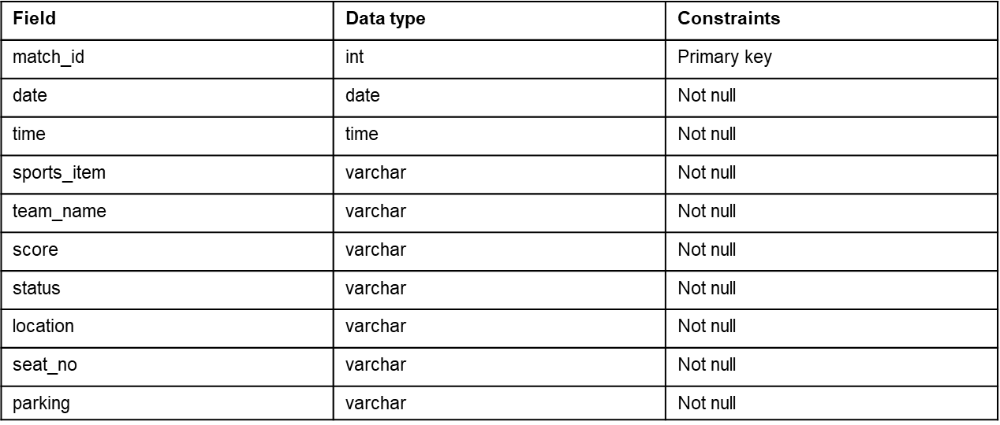 Field Data type Constraints
match_id int Primary key
date date Not null
time time Not null
sports_item varchar Not null
team_name varchar Not null
score varchar Not null
status varchar Not null
location varchar Not null
seat_no varchar Not null
parking varchar Not null